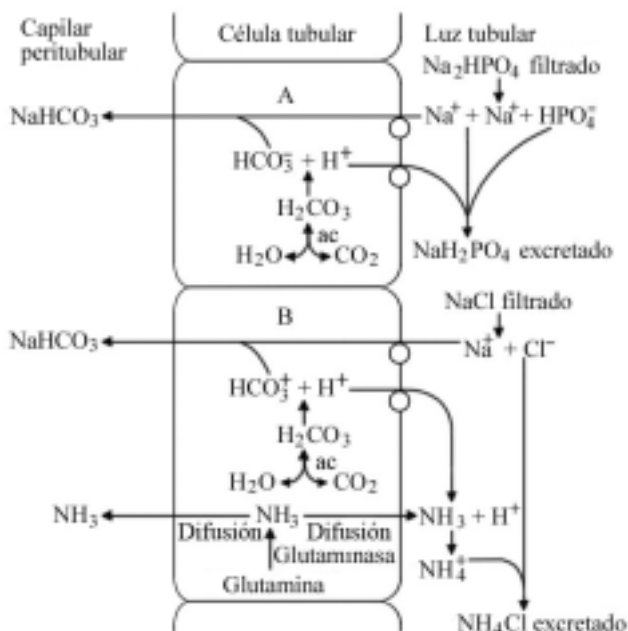 Capilar peritubular
Célula tubular
Luz tubular
Na₂HPO₄ filtrado
A
NaHCO₃
Na⁺ + Na⁺ + HPO₄⁼
HCO₃⁻ + H⁺
H₂CO₃
ac
H₂O
CO₂
NaH₂PO₄ excretado
B
NaCl filtrado
NaHCO₃
Na⁺ + Cl⁻
HCO₃⁺ + H⁺
H₂CO₃
ac
H₂O
CO₂
NH₃
NH₃
NH₃ + H⁺
Difusión
Difusión
Glutaminasa
NH₄⁺
Glutamina
NH₄Cl excretado